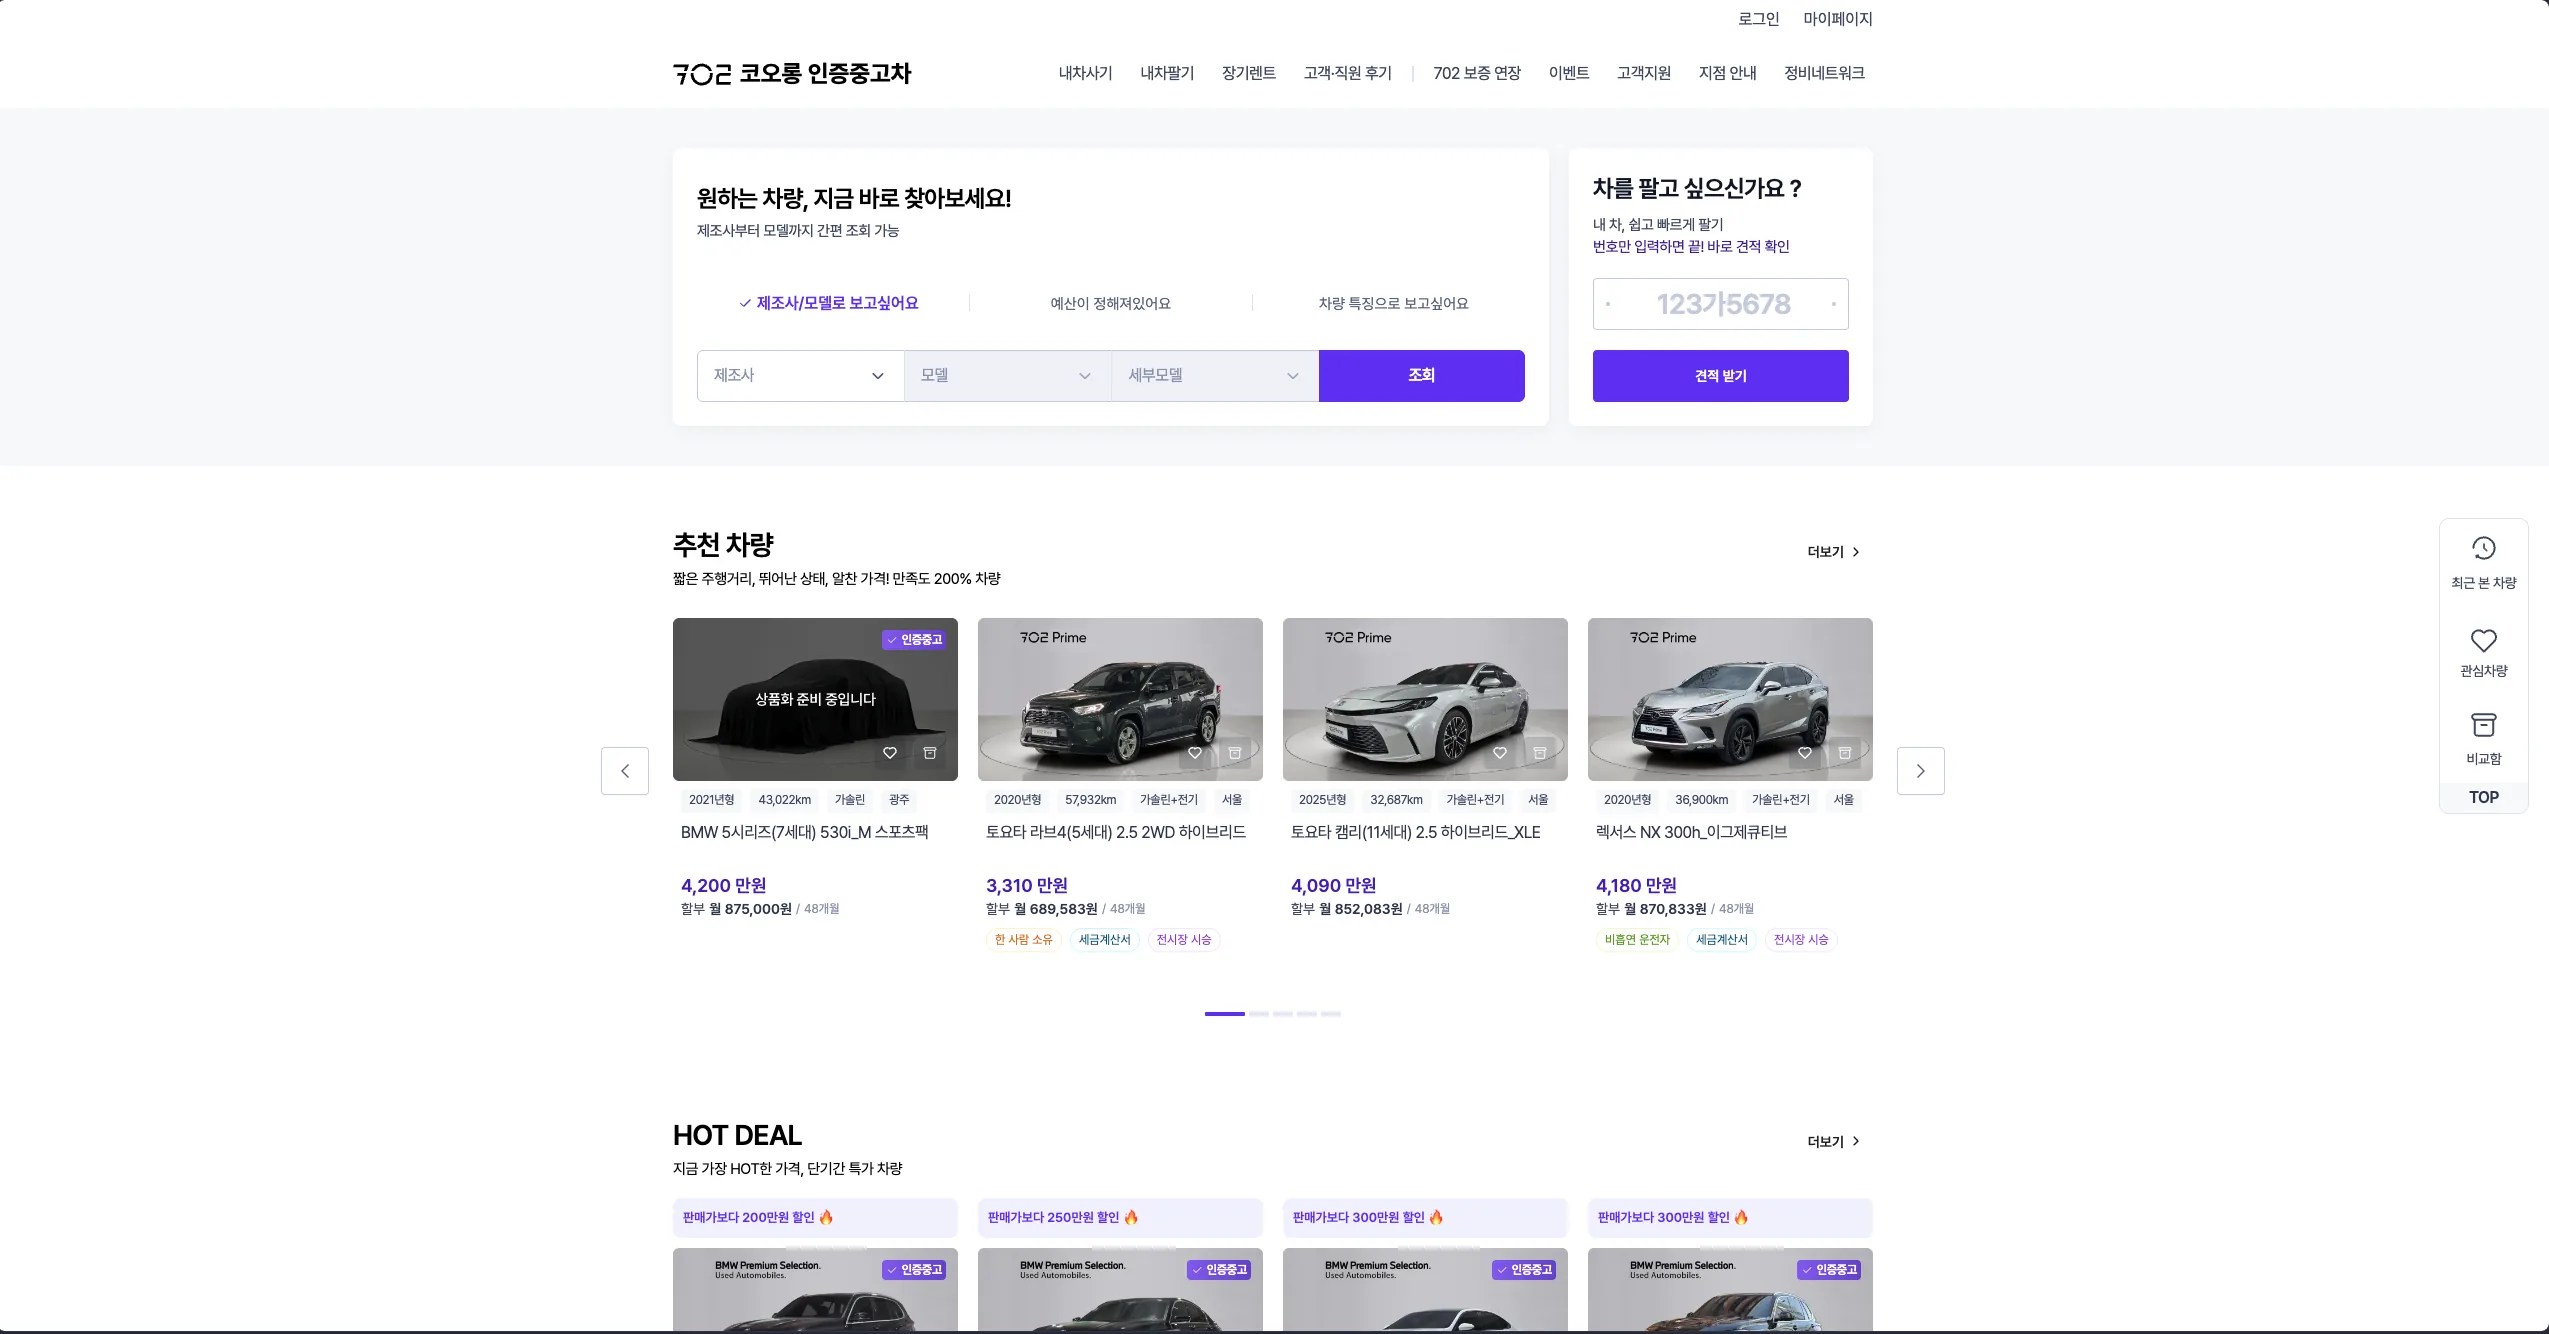 로그인 마이페이지
702 코오롱 인증중고차
내차사기 내차팔기 장기렌트 고객·직원 후기 702 보증 연장 이벤트 고객지원 지점 안내 정비네트워크
원하는 차량, 지금 바로 찾아보세요!
제조사부터 모델까지 간편 조회 가능
제조사/모델로 보고싶어요 예산이 정해져있어요 차량 특징으로 보고싶어요
제조사 모델 세부모델 조회
차를 팔고 싶으신가요 ?
내 차, 쉽고 빠르게 팔기
번호만 입력하면 끝! 바로 견적 확인
123가5678
견적 받기
추천 차량
짧은 주행거리, 뛰어난 상태, 알찬 가격! 만족도 200% 차량
더보기
인증중고
상품화 준비 중입니다
2021년형 43,022km 가솔린 광주
BMW 5시리즈(7세대) 530i_M 스포츠팩
4,200 만원
할부 월 875,000원 / 48개월
702 Prime
2020년형 57,932km 가솔린+전기 서울
토요타 라브4(5세대) 2.5 2WD 하이브리드
3,310 만원
할부 월 689,583원 / 48개월
한 사람 소유 세금계산서 전시장 시승
702 Prime
2025년형 32,687km 가솔린+전기 서울
토요타 캠리(11세대) 2.5 하이브리드_XLE
4,090 만원
할부 월 852,083원 / 48개월
702 Prime
2020년형 36,900km 가솔린+전기 서울
렉서스 NX 300h_이그제큐티브
4,180 만원
할부 월 870,833원 / 48개월
비흡연 운전자 세금계산서 전시장 시승
최근 본 차량
관심차량
비교함
TOP
HOT DEAL
지금 가장 HOT한 가격, 단기간 특가 차량
더보기
판매가보다 200만원 할인 🔥
BMW Premium Selection.
Used Automobiles.
인증중고
판매가보다 250만원 할인 🔥
BMW Premium Selection.
Used Automobiles.
인증중고
판매가보다 300만원 할인 🔥
BMW Premium Selection.
Used Automobiles.
인증중고
판매가보다 300만원 할인 🔥
BMW Premium Selection.
Used Automobiles.
인증중고